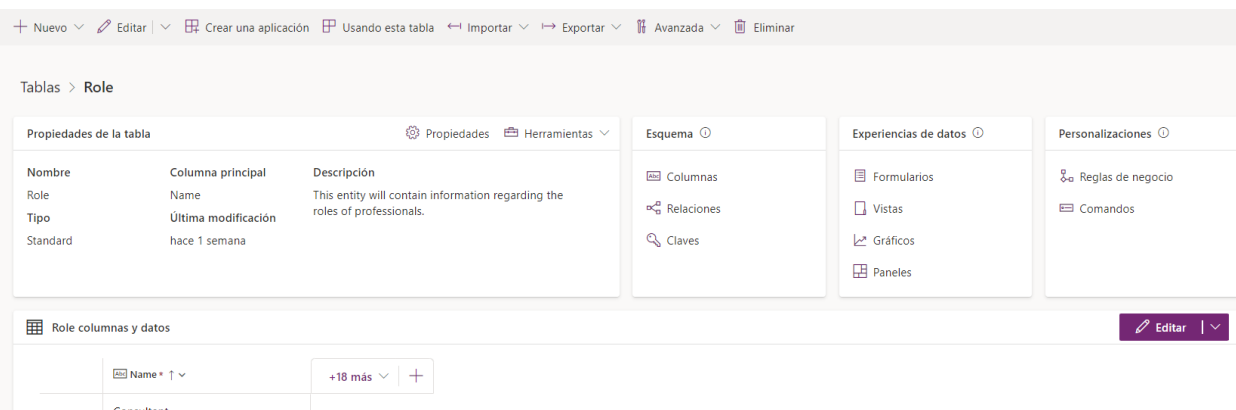 Nuevo Editar Crear una aplicación Usando esta tabla Importar Exportar Avanzada Eliminar
Tablas > Role
Propiedades de la tabla Propiedades Herramientas
Nombre Columna principal Descripción
Role Name This entity will contain information regarding the
roles of professionals.
Tipo Última modificación
Standard hace 1 semana
Esquema
Columnas
Relaciones
Claves
Experiencias de datos
Formularios
Vistas
Gráficos
Paneles
Personalizaciones
Reglas de negocio
Comandos
Role columnas y datos Editar
Abc Name * ↑ +18 más +
Consultant